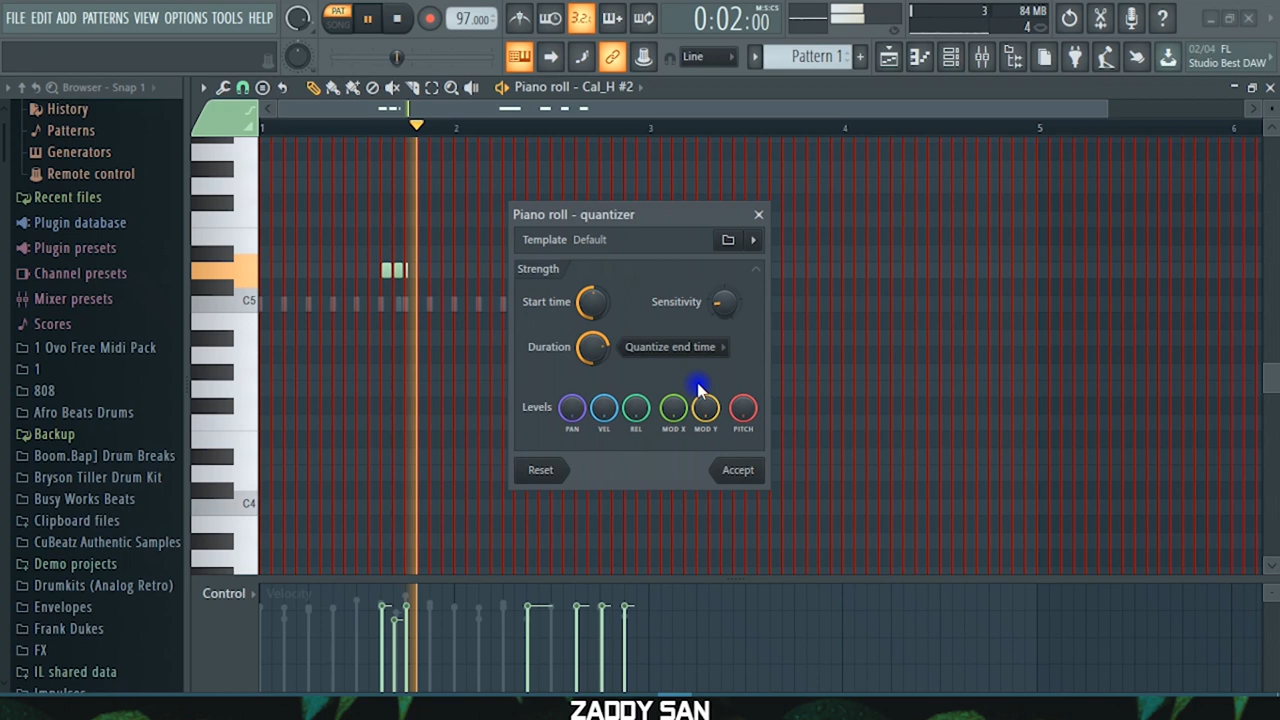 FILE EDIT ADD PATTERNS VIEW OPTIONS TOOLS HELP
PAT
SONG
97.000
3.2
0:02:00
M:S:CS
3
84 MB
4
Line
Pattern 1
02/04 FL
Studio Best DAW
Browser - Snap 1
Piano roll - Cal_H #2
History
Patterns
Generators
Remote control
Recent files
Plugin database
Plugin presets
Channel presets
Mixer presets
Scores
1 Ovo Free Midi Pack
1
808
Afro Beats Drums
Backup
Boom.Bap] Drum Breaks
Bryson Tiller Drum Kit
Busy Works Beats
Clipboard files
CuBeatz Authentic Samples
Demo projects
Drumkits (Analog Retro)
Envelopes
Frank Dukes
FX
IL shared data
1 2 3 4 5 6
C5
C4
Piano roll - quantizer
Template Default
Strength
Start time
Sensitivity
Duration
Quantize end time
Levels
PAN VEL REL MOD X MOD Y PITCH
Reset
Accept
Control
Velocity
ZADDY SAN